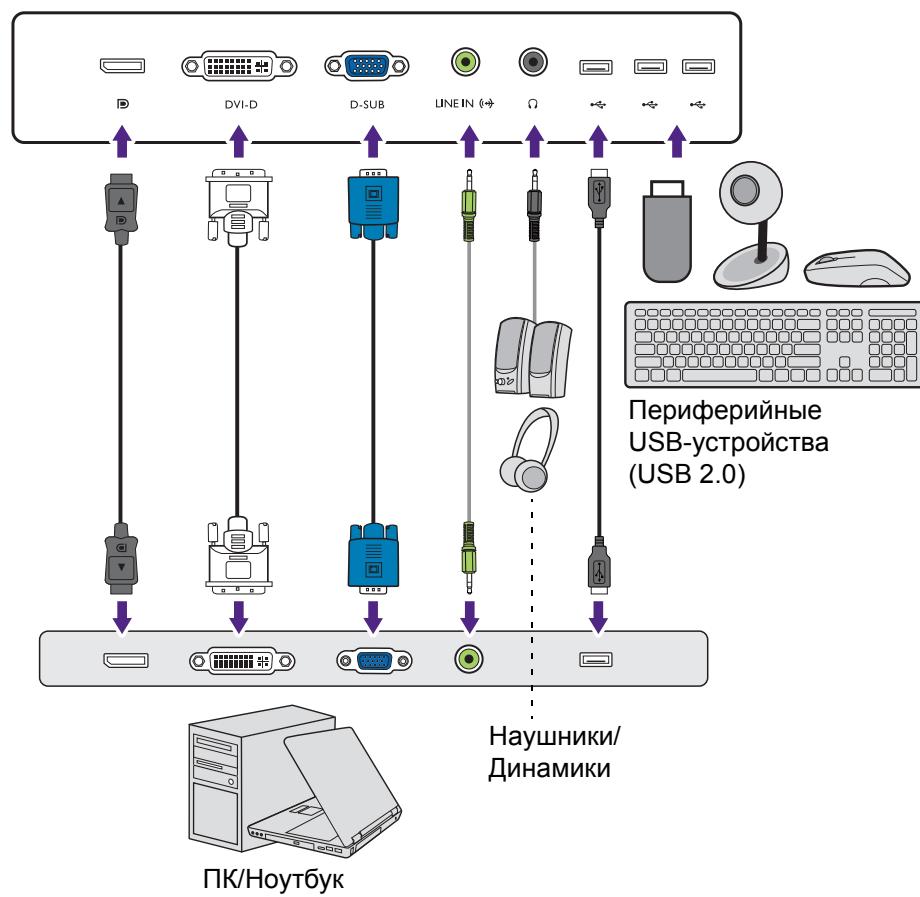 DVI-D
D-SUB
LINE IN
Периферийные
USB-устройства
(USB 2.0)
Наушники/
Динамики
ПК/Ноутбук